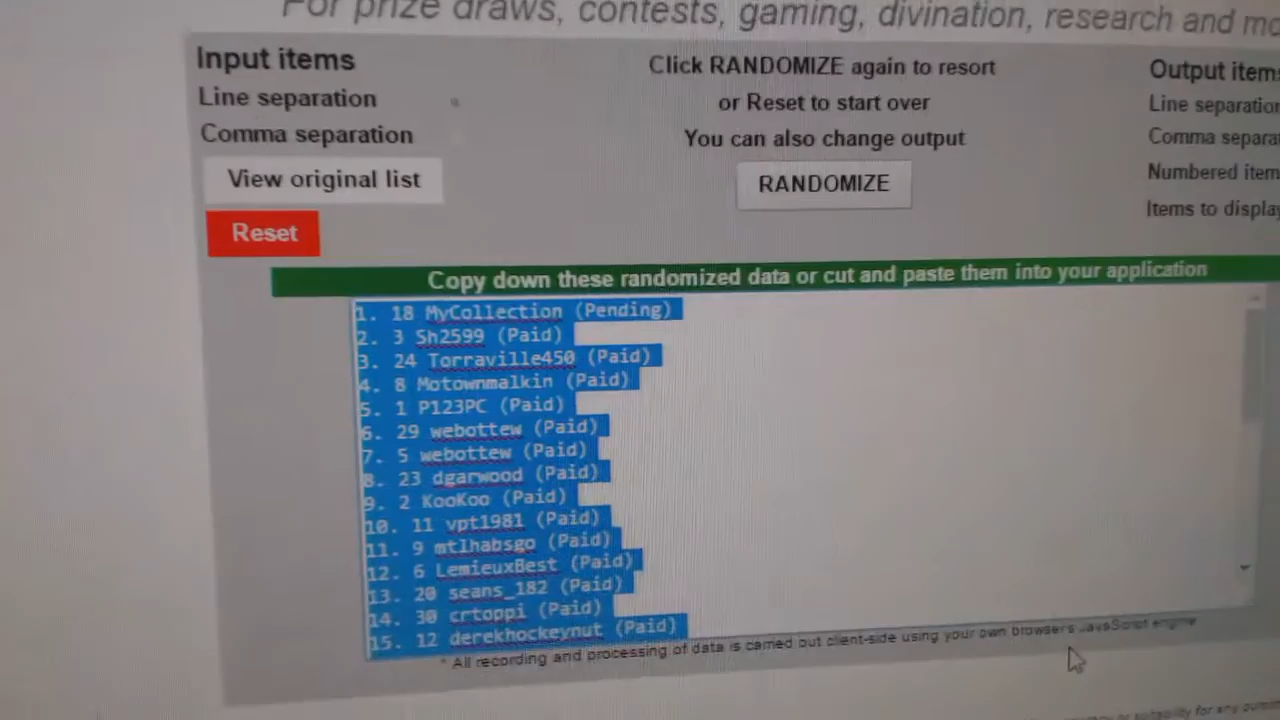 For prize draws, contests, gaming, divination, research and mo
Input items
Line separation
Comma separation
View original list
Reset
Click RANDOMIZE again to resort
or Reset to start over
You can also change output
RANDOMIZE
Output items
Line separation
Comma separa
Numbered item
Items to display
Copy down these randomized data or cut and paste them into your application
1. 18 MyCollection (Pending)
2. 3 Sh2599 (Paid)
3. 24 Torraville450 (Paid)
4. 8 Motownmalkin (Paid)
5. 1 P123PC (Paid)
6. 29 webottew (Paid)
7. 5 webottew (Paid)
8. 23 dgarwood (Paid)
9. 2 KooKoo (Paid)
10. 11 vpt1981 (Paid)
11. 9 mtlhabsgo (Paid)
12. 6 LemieuxBest (Paid)
13. 20 seans_182 (Paid)
14. 30 crtoppi (Paid)
15. 12 derekhockeynut (Paid)
* All recording and processing of data is carried out client-side using your own browser's JavaScript engine